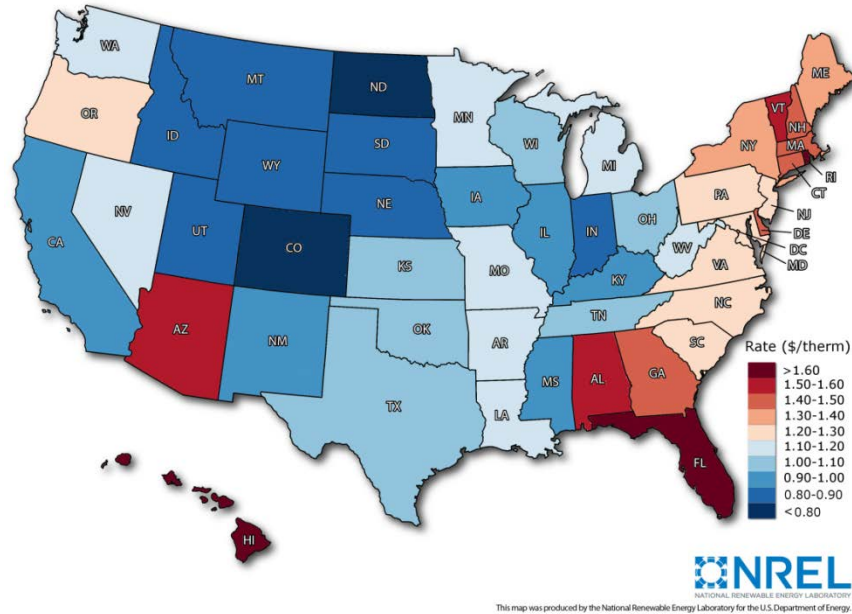 WA
MT
ND
MN
ME
OR
ID
SD
WI
MI
VT
NH
NY
MA
RI
CT
WY
IA
NE
PA
NJ
NV
UT
IL
IN
OH
DE
DC
MD
CA
CO
KS
MO
WV
VA
KY
NC
TN
AZ
NM
OK
AR
SC
MS
AL
GA
TX
LA
FL
HI
Rate ($/therm)
>1.60
1.50-1.60
1.40-1.50
1.30-1.40
1.20-1.30
1.10-1.20
1.00-1.10
0.90-1.00
0.80-0.90
<0.80
NREL
NATIONAL RENEWABLE ENERGY LABORATORY
This map was produced by the National Renewable Energy Laboratory for the U.S. Department of Energy.